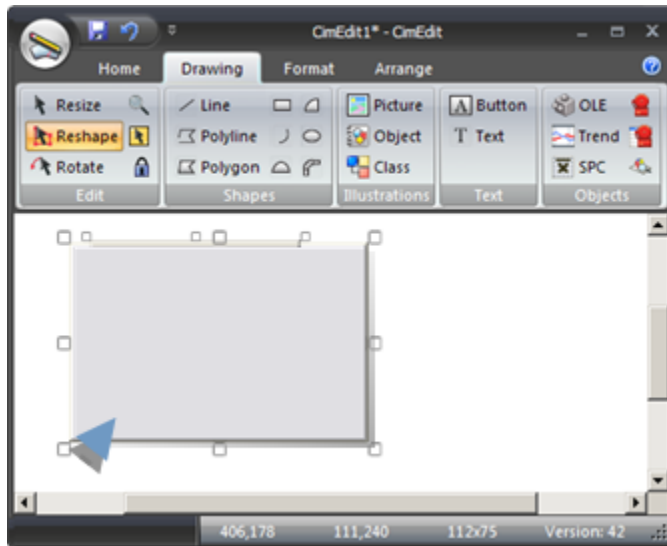 CimEdit1* - CimEdit
Home Drawing Format Arrange
Resize Line Picture Button OLE
Reshape Polyline Object Text Trend
Rotate Polygon Class SPC
Edit Shapes Illustrations Text Objects
406,178 111,240 112x75 Version: 42